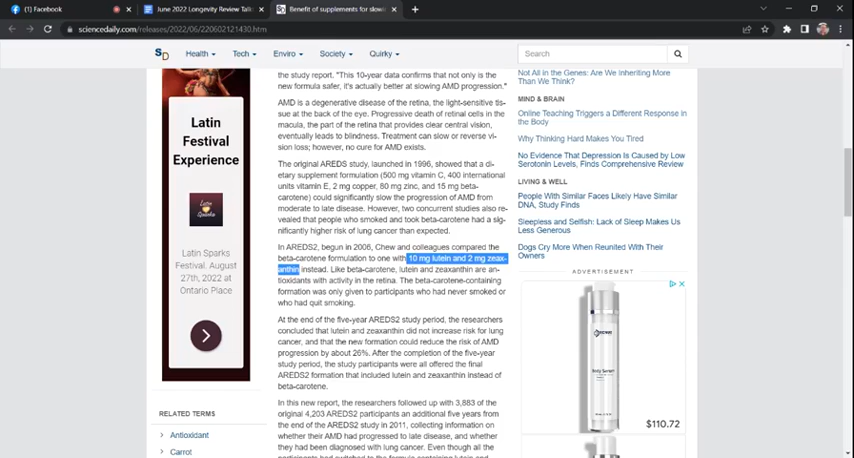 (1) Facebook
June 2022 Longevity Review Talk
Benefit of supplements for slowi
sciencedaily.com/releases/2022/06/220602121430.htm
SD
Health
Tech
Enviro
Society
Quirky
Search
Latin
Festival
Experience
Latin Sparks
Festival. August
27th, 2022 at
Ontario Place
RELATED TERMS
Antioxidant
Carrot
the study report. "This 10-year data confirms that not only is the
new formula safer, it's actually better at slowing AMD progression."
AMD is a degenerative disease of the retina, the light-sensitive tis-
sue at the back of the eye. Progressive death of retinal cells in the
macula, the part of the retina that provides clear central vision,
eventually leads to blindness. Treatment can slow or reverse vi-
sion loss; however, no cure for AMD exists.
The original AREDS study, launched in 1996, showed that a di-
etary supplement formulation (500 mg vitamin C, 400 international
units vitamin E, 2 mg copper, 80 mg zinc, and 15 mg beta-
carotene) could significantly slow the progression of AMD from
moderate to late disease. However, two concurrent studies also re-
vealed that people who smoked and took beta-carotene had a sig-
nificantly higher risk of lung cancer than expected.
In AREDS2, begun in 2006, Chew and colleagues compared the
beta-carotene formulation to one with 10 mg lutein and 2 mg zeax-
anthin instead. Like beta-carotene, lutein and zeaxanthin are an-
tioxidants with activity in the retina. The beta-carotene-containing
formation was only given to participants who had never smoked or
who had quit smoking.
At the end of the five-year AREDS2 study period, the researchers
concluded that lutein and zeaxanthin did not increase risk for lung
cancer, and that the new formation could reduce the risk of AMD
progression by about 26%. After the completion of the five-year
study period, the study participants were all offered the final
AREDS2 formation that included lutein and zeaxanthin instead of
beta-carotene.
In this new report, the researchers followed up with 3,883 of the
original 4,203 AREDS2 participants an additional five years from
the end of the AREDS2 study in 2011, collecting information on
whether their AMD had progressed to late disease, and whether
they had been diagnosed with lung cancer. Even though all the
participants had switched to the formula containing lutein and
Not All in the Genes: Are We Inheriting More
Than We Think?
MIND & BRAIN
Online Teaching Triggers a Different Response in
the Body
Why Thinking Hard Makes You Tired
No Evidence That Depression Is Caused by Low
Serotonin Levels, Finds Comprehensive Review
LIVING & WELL
People With Similar Faces Likely Have Similar
DNA, Study Finds
Sleepless and Selfish: Lack of Sleep Makes Us
Less Generous
Dogs Cry When Reunited With Their
Owners
ADVERTISEMENT
Body Serum
$110.72